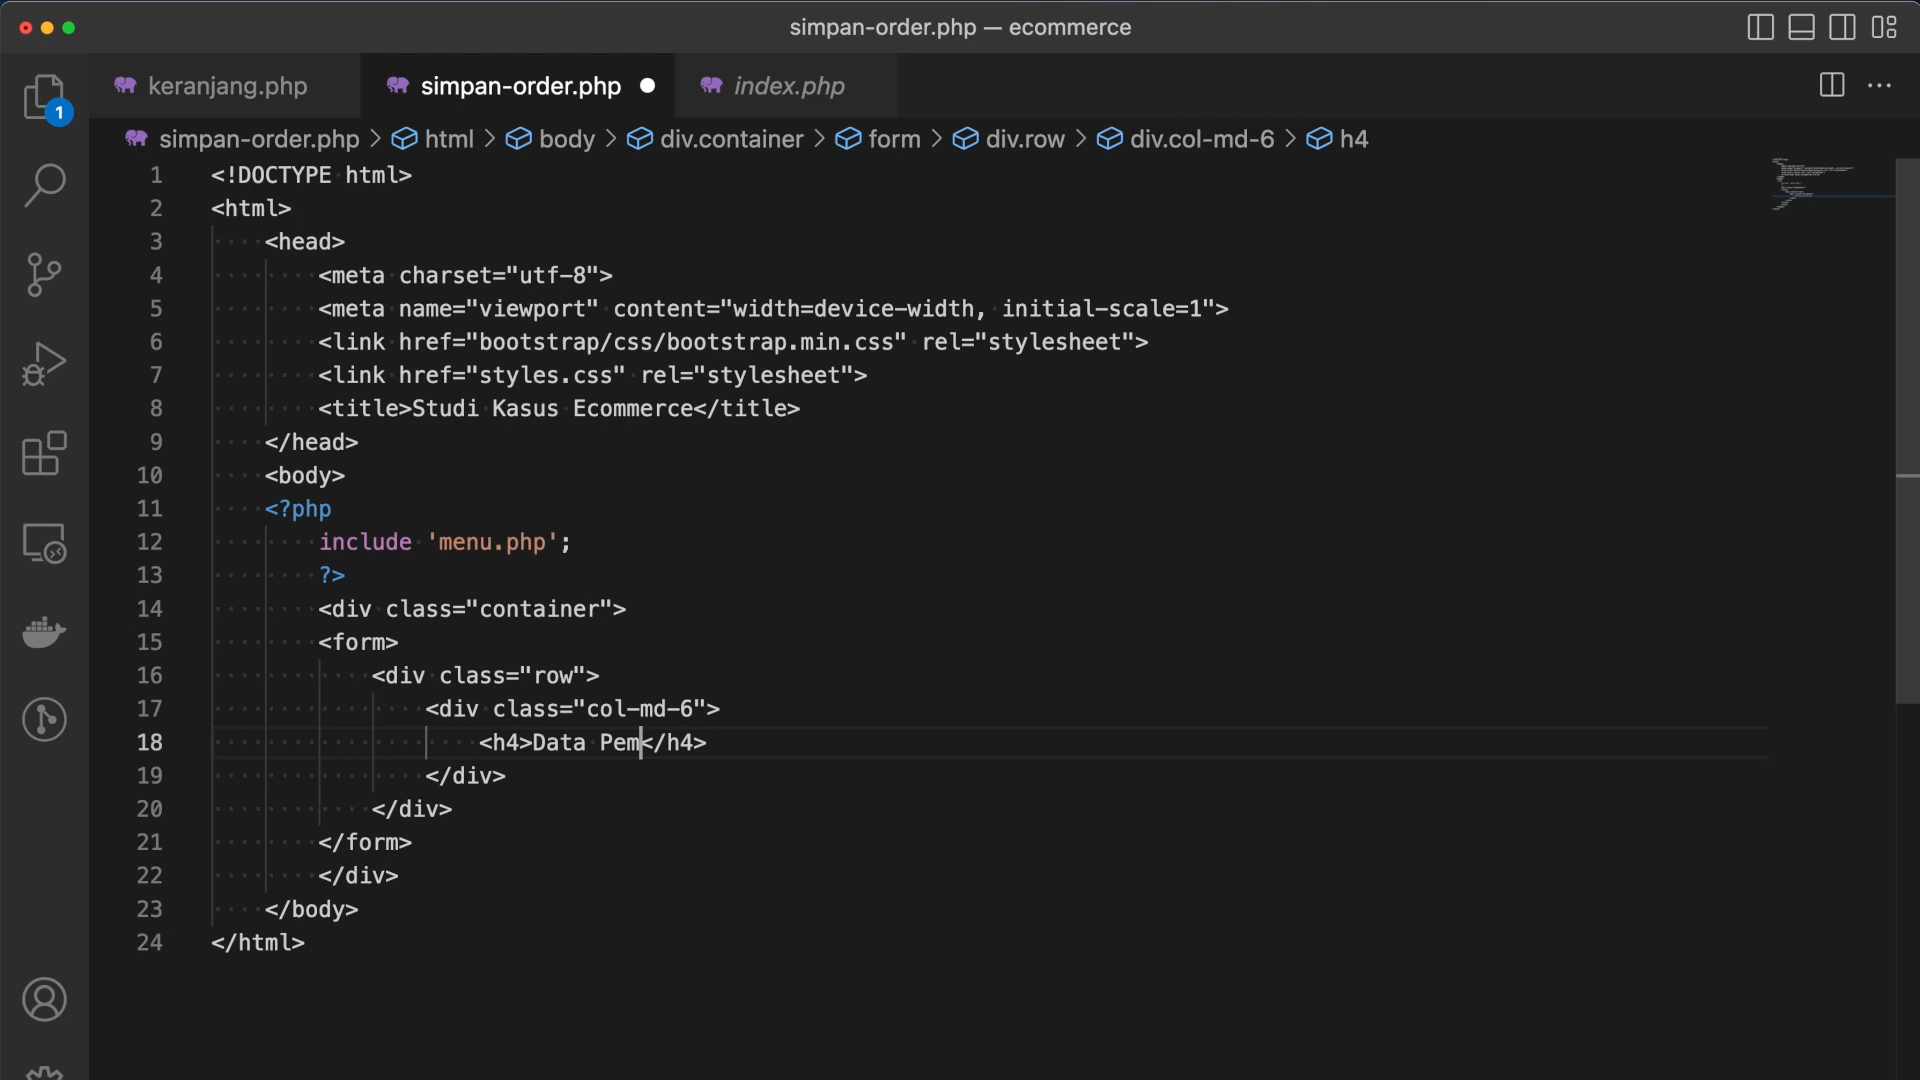 simpan-order.php — ecommerce
keranjang.php simpan-order.php index.php
1
simpan-order.php > html > body > div.container > form > div.row > div.col-md-6 > h4
1 <!DOCTYPE html>
2 <html>
3 <head>
4 <meta charset="utf-8">
5 <meta name="viewport" content="width=device-width, initial-scale=1">
6 <link href="bootstrap/css/bootstrap.min.css" rel="stylesheet">
7 <link href="styles.css" rel="stylesheet">
8 <title>Studi Kasus Ecommerce</title>
9 </head>
10 <body>
11 <?php
12 include 'menu.php';
13 ?>
14 <div class="container">
15 <form>
16 <div class="row">
17 <div class="col-md-6">
18 <h4>Data Pem</h4>
19 </div>
20 </div>
21 </form>
22 </div>
23 </body>
24 </html>